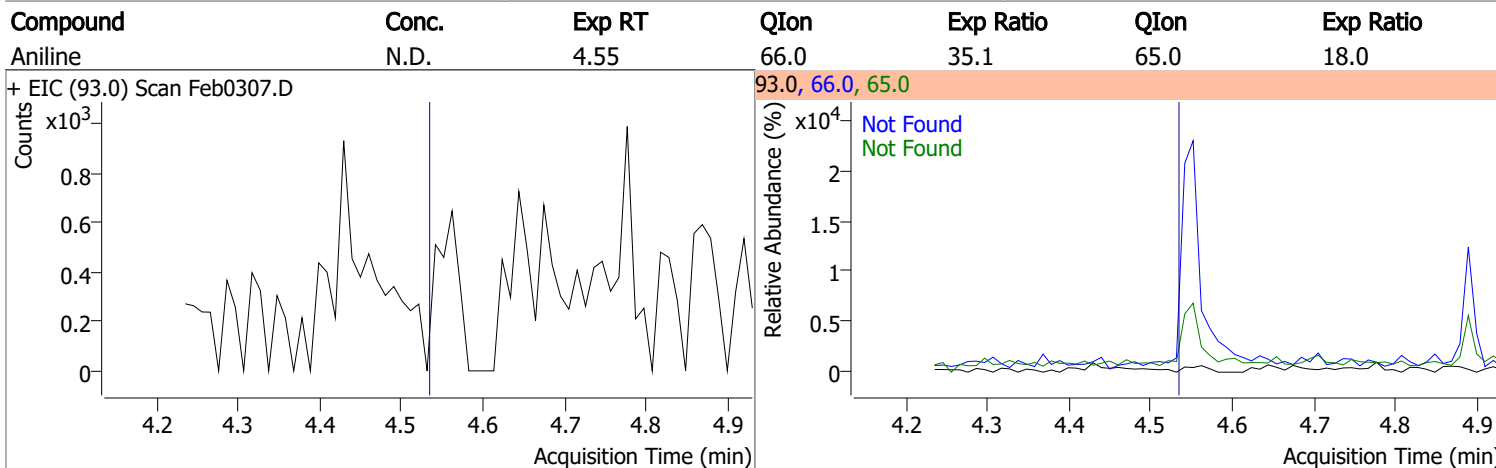 Compound Conc. Exp RT QIon Exp Ratio QIon Exp Ratio
Aniline N.D. 4.55 66.0 35.1 65.0 18.0
+ EIC (93.0) Scan Feb0307.D
Counts
x10³
0.8
0.6
0.4
0.2
0
4.2 4.3 4.4 4.5 4.6 4.7 4.8 4.9
Acquisition Time (min)
93.0, 66.0, 65.0
Relative Abundance (%)
x10⁴
Not Found
Not Found
2
1.5
1
0.5
0
4.2 4.3 4.4 4.5 4.6 4.7 4.8 4.9
Acquisition Time (min)